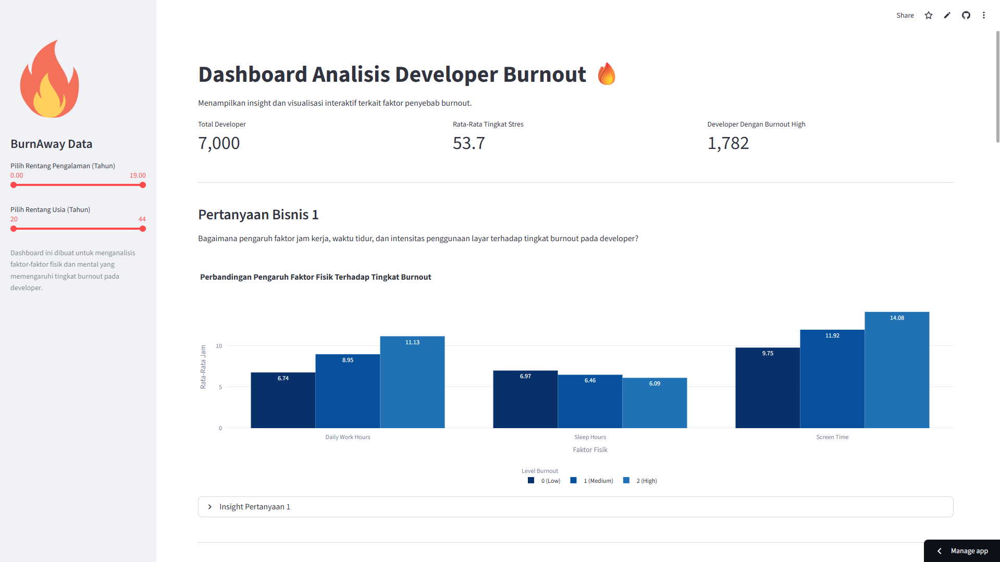 Share
BurnAway Data
Pilih Rentang Pengalaman (Tahun)
0.00 19.00
Pilih Rentang Usia (Tahun)
20 44
Dashboard ini dibuat untuk menganalisis
faktor-faktor fisik dan mental yang
memengaruhi tingkat burnout pada
developer.
Dashboard Analisis Developer Burnout
Menampilkan insight dan visualisasi interaktif terkait faktor penyebab burnout.
Total Developer Rata-Rata Tingkat Stres Developer Dengan Burnout High
7,000 53.7 1,782
Pertanyaan Bisnis 1
Bagaimana pengaruh faktor jam kerja, waktu tidur, dan intensitas penggunaan layar terhadap tingkat burnout pada developer?
Perbandingan Pengaruh Faktor Fisik Terhadap Tingkat Burnout
Rata-Rata Jam
10
5
0
6.74 8.95 11.13
6.97 6.46 6.09
9.75 11.92 14.08
Daily Work Hours Sleep Hours Screen Time
Faktor Fisik
Level Burnout
0 (Low) 1 (Medium) 2 (High)
Insight Pertanyaan 1
Manage app